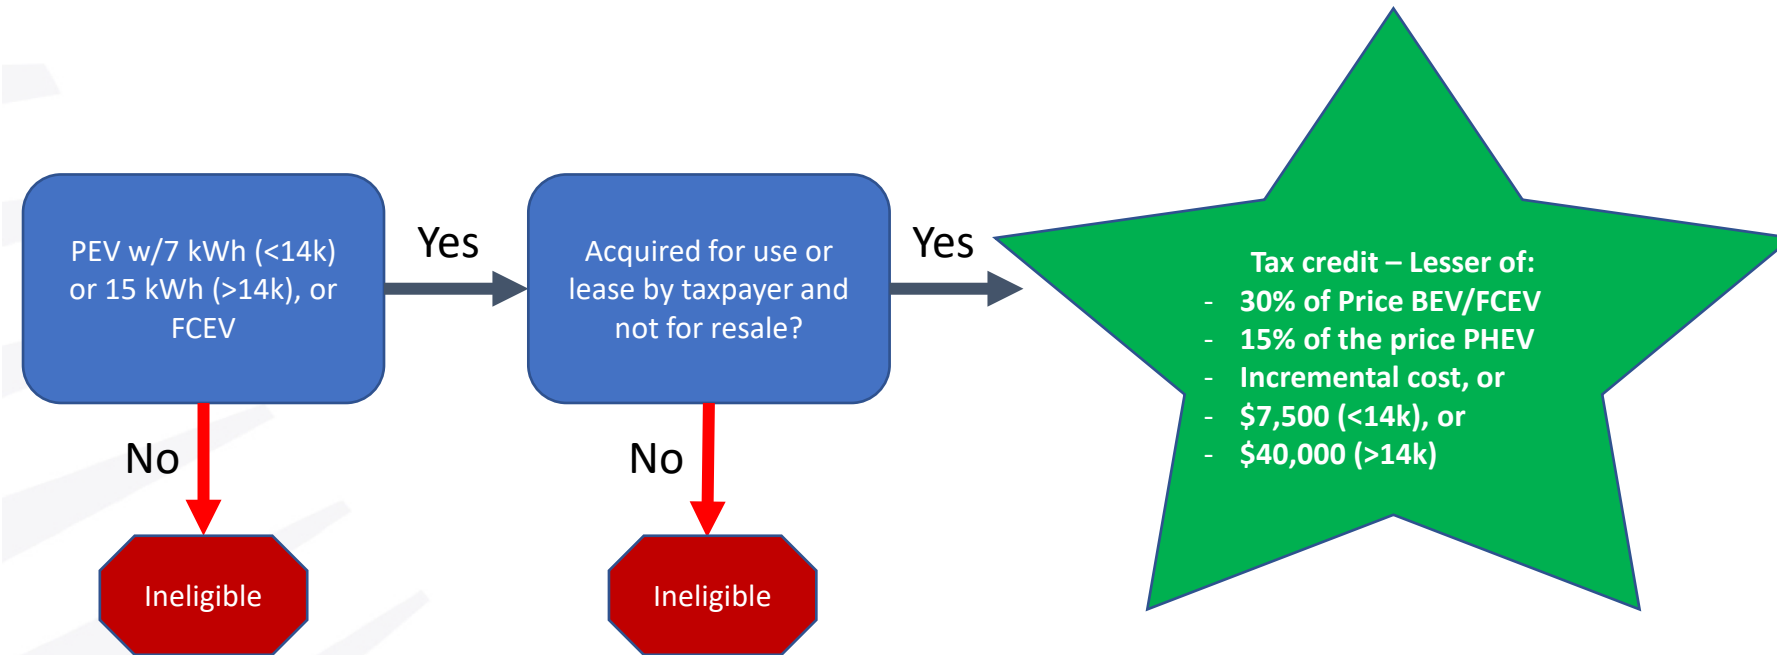 PEV w/7 kWh (<14k)
or 15 kWh (>14k), or
FCEV
Yes
Acquired for use or
lease by taxpayer and
not for resale?
Yes
Tax credit – Lesser of:
- 30% of Price BEV/FCEV
- 15% of the price PHEV
- Incremental cost, or
- $7,500 (<14k), or
- $40,000 (>14k)
No
No
Ineligible
Ineligible